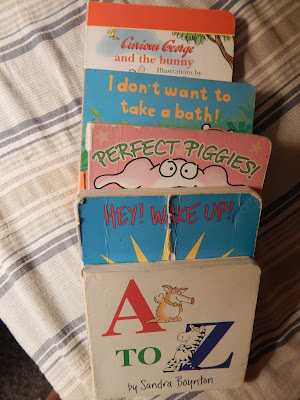 Curious George
and the bunny
Illustrations by
I don't want to
take a bath!
PERFECT PIGGIES!
HEY! WAKE UP!
A
TO
Z
by Sandra Boynton